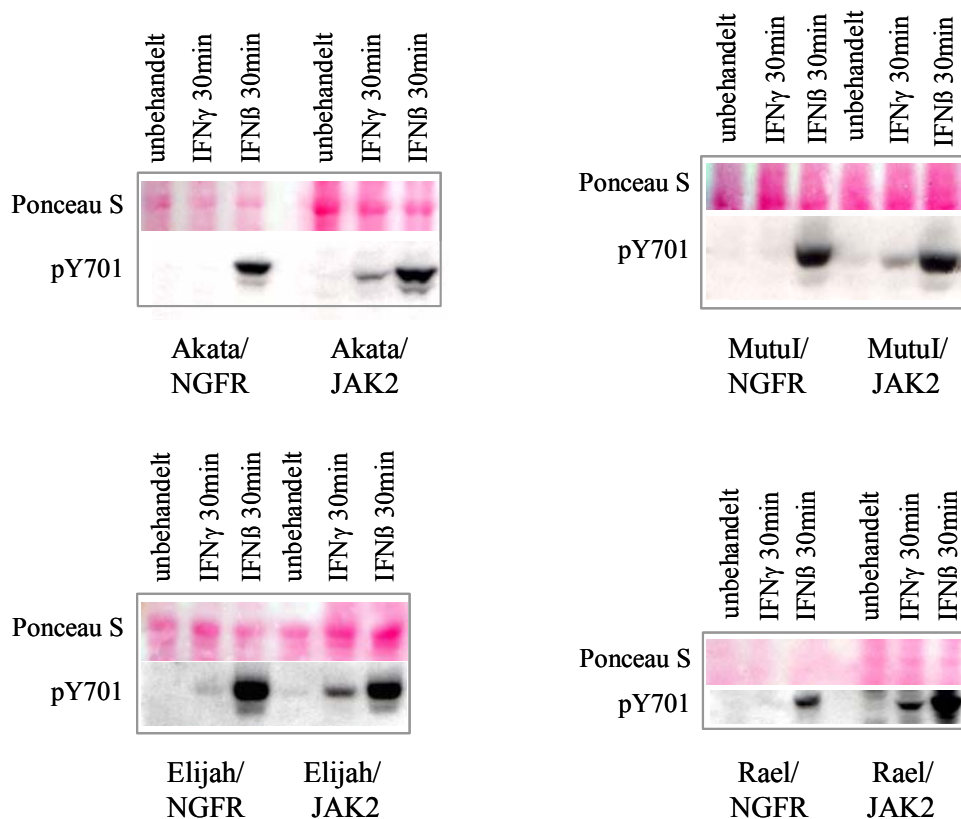 unbehandelt
IFNγ 30min
IFNß 30min
unbehandelt
IFNγ 30min
IFNß 30min
Ponceau S
pY701
Akata/
NGFR
Akata/
JAK2
unbehandelt
IFNγ 30min
IFNß 30min
unbehandelt
IFNγ 30min
IFNß 30min
Ponceau S
pY701
MutuI/
NGFR
MutuI/
JAK2
unbehandelt
IFNγ 30min
IFNß 30min
unbehandelt
IFNγ 30min
IFNß 30min
Ponceau S
pY701
Elijah/
NGFR
Elijah/
JAK2
unbehandelt
IFNγ 30min
IFNß 30min
unbehandelt
IFNγ 30min
IFNß 30min
Ponceau S
pY701
Rael/
NGFR
Rael/
JAK2